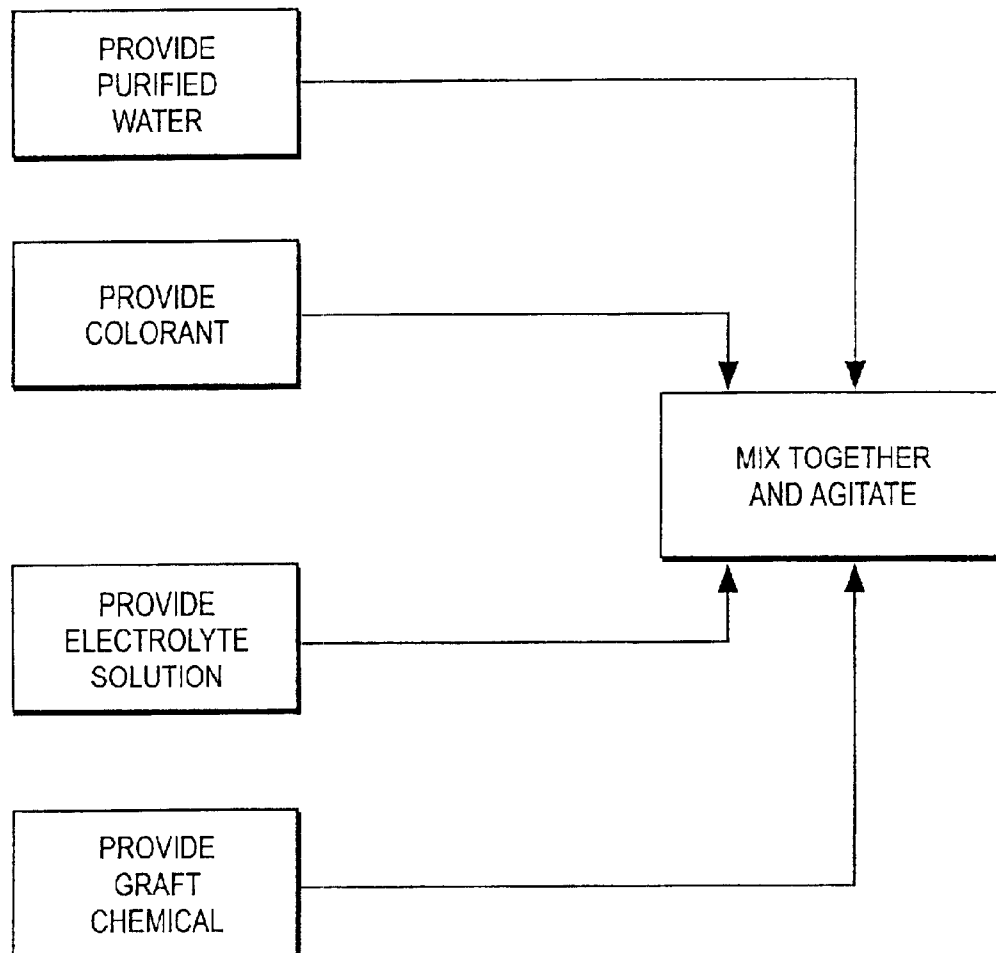 PROVIDE
PURIFIED
WATER
PROVIDE
COLORANT
MIX TOGETHER
AND AGITATE
PROVIDE
ELECTROLYTE
SOLUTION
PROVIDE
GRAFT
CHEMICAL